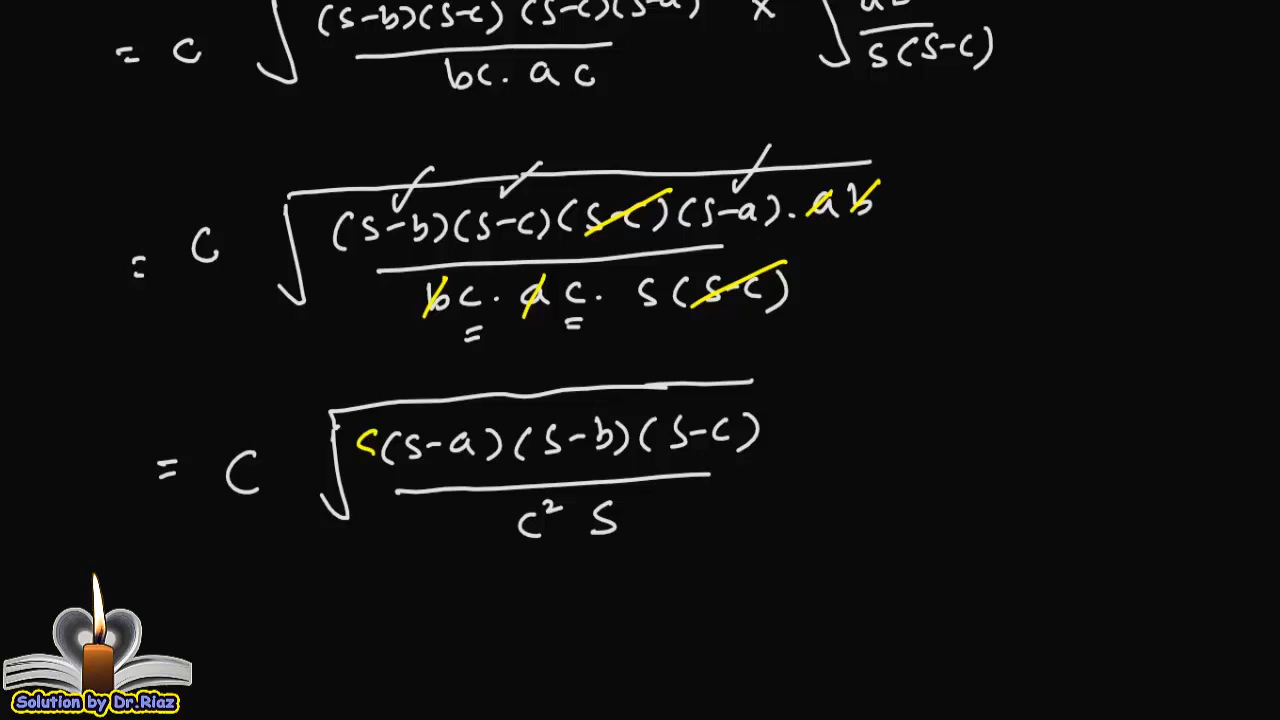 = c √ (s-b)(s-c) (s-c)(s-a) / bc. ac × √ ab / s(s-c)
= c √ (s-b)(s-c)(s-c)(s-a). ab / bc. ac. s(s-c)
= c √ s(s-a)(s-b)(s-c) / c² s
Solution by Dr.Riaz